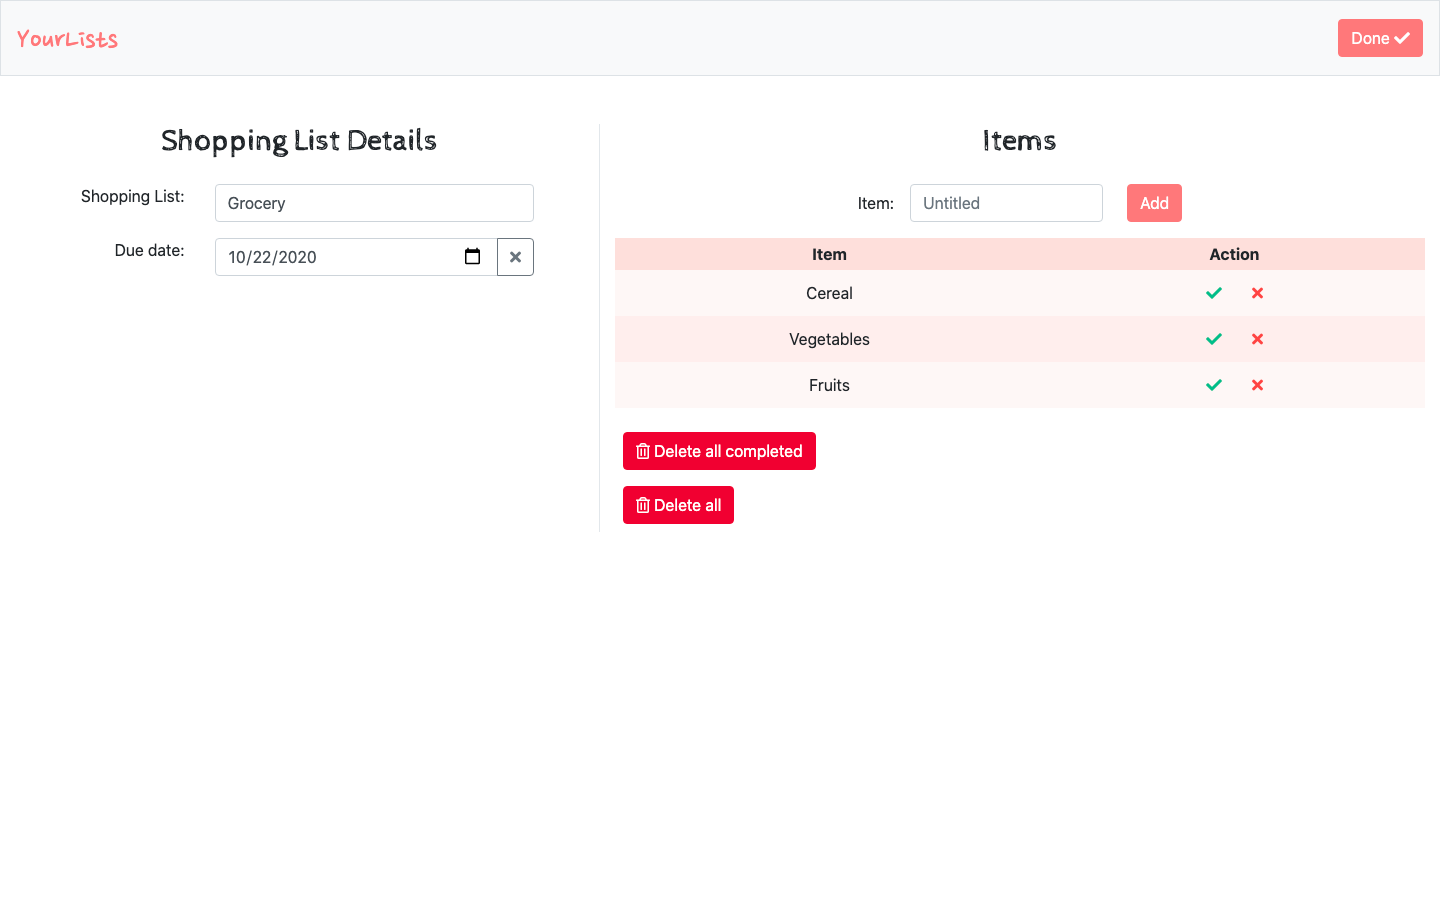 YourLists
Done
Shopping List Details
Shopping List: Grocery
Due date: 10/22/2020
Items
Item: Untitled Add
Item Action
Cereal
Vegetables
Fruits
Delete all completed
Delete all